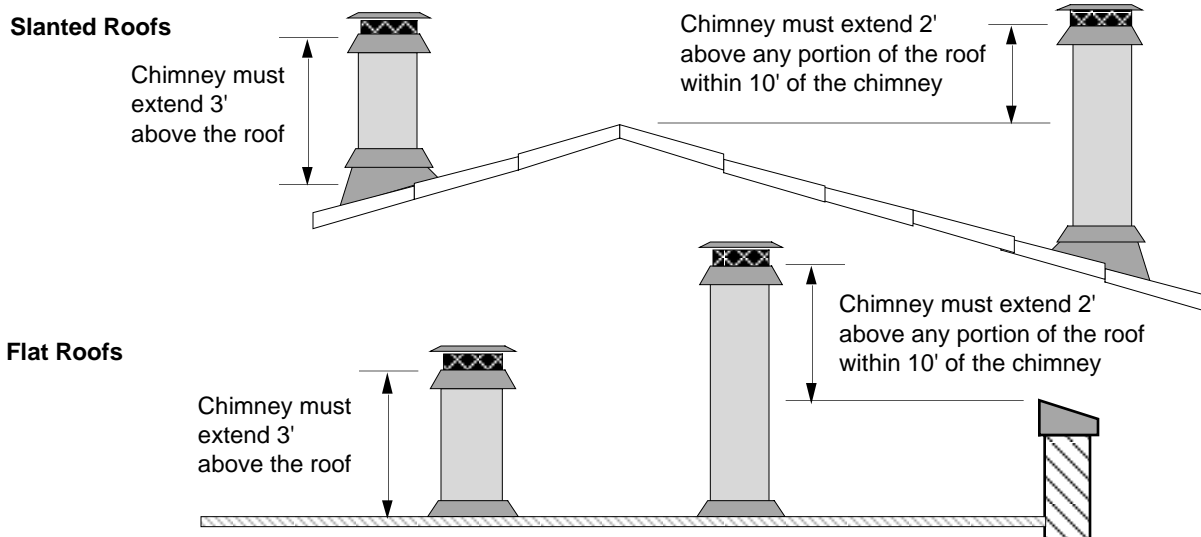 Slanted Roofs
Chimney must
extend 3'
above the roof
Chimney must extend 2'
above any portion of the roof
within 10' of the chimney
Flat Roofs
Chimney must
extend 3'
above the roof
Chimney must extend 2'
above any portion of the roof
within 10' of the chimney